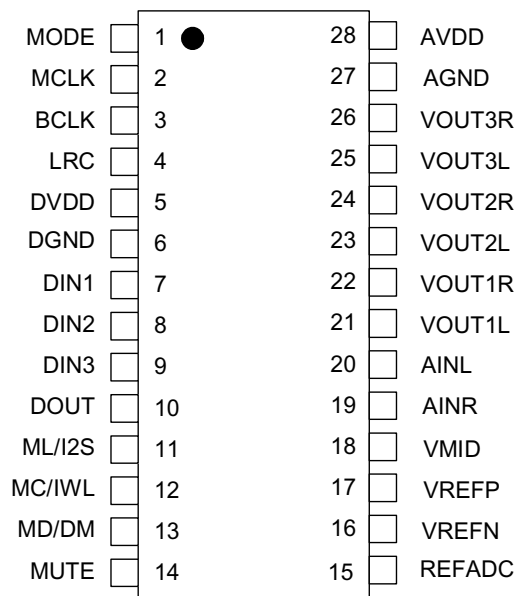 MODE 1 28 AVDD
MCLK 2 27 AGND
BCLK 3 26 VOUT3R
LRC 4 25 VOUT3L
DVDD 5 24 VOUT2R
DGND 6 23 VOUT2L
DIN1 7 22 VOUT1R
DIN2 8 21 VOUT1L
DIN3 9 20 AINL
DOUT 10 19 AINR
ML/I2S 11 18 VMID
MC/IWL 12 17 VREFP
MD/DM 13 16 VREFN
MUTE 14 15 REFADC